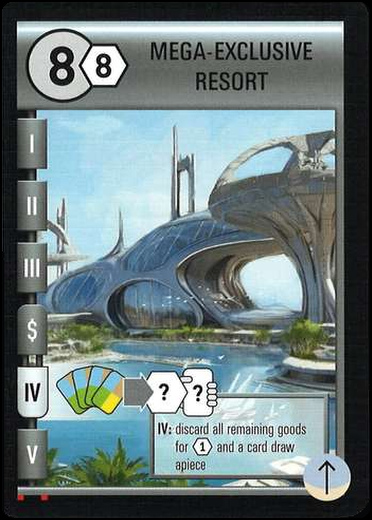 8 8 MEGA-EXCLUSIVE
RESORT
I
II
III
$
IV
? ?
IV: discard all remaining goods
for 1 and a card draw
apiece
V